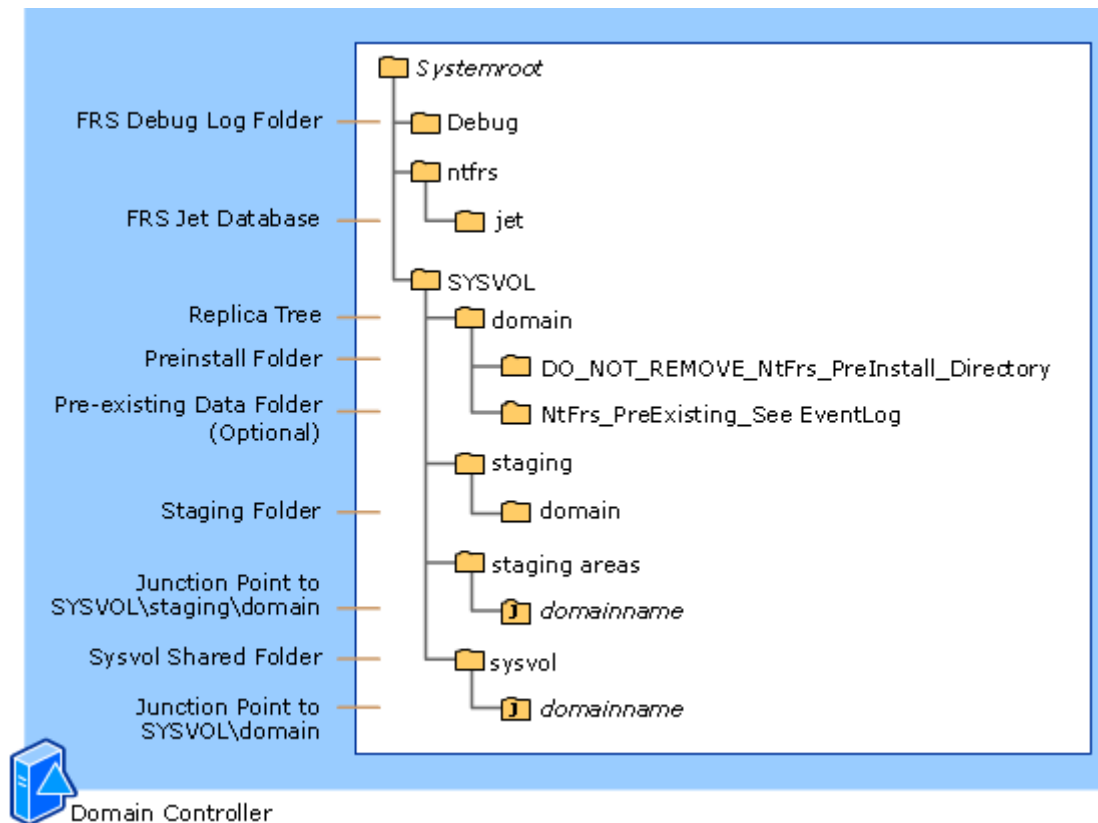 Systemroot
FRS Debug Log Folder
Debug
ntfrs
FRS Jet Database
jet
SYSVOL
Replica Tree
domain
Preinstall Folder
DO_NOT_REMOVE_NtFrs_PreInstall_Directory
Pre-existing Data Folder
(Optional)
NtFrs_PreExisting_See EventLog
staging
Staging Folder
domain
staging areas
Junction Point to
SYSVOL\staging\domain
J domainname
Sysvol Shared Folder
sysvol
Junction Point to
SYSVOL\domain
J domainname
Domain Controller